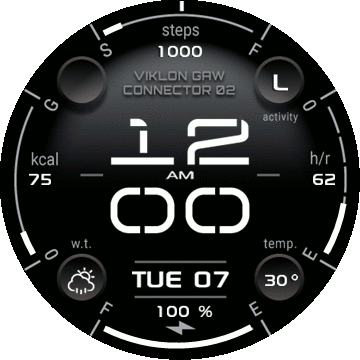 steps
1000
S
F
VIKLON GAW
CONNECTOR 02
L
activity
G
O
kcal
75
12
AM
00
h/r
62
O
E
w.t.
temp.
TUE 07
30°
F
E
100 %